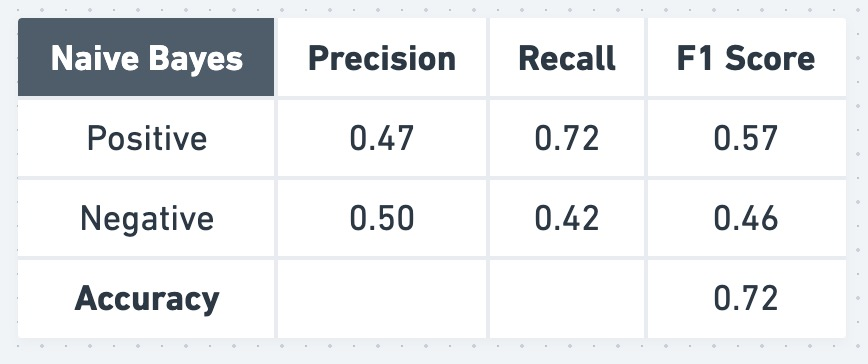 Naive Bayes Precision Recall F1 Score
Positive 0.47 0.72 0.57
Negative 0.50 0.42 0.46
Accuracy 0.72